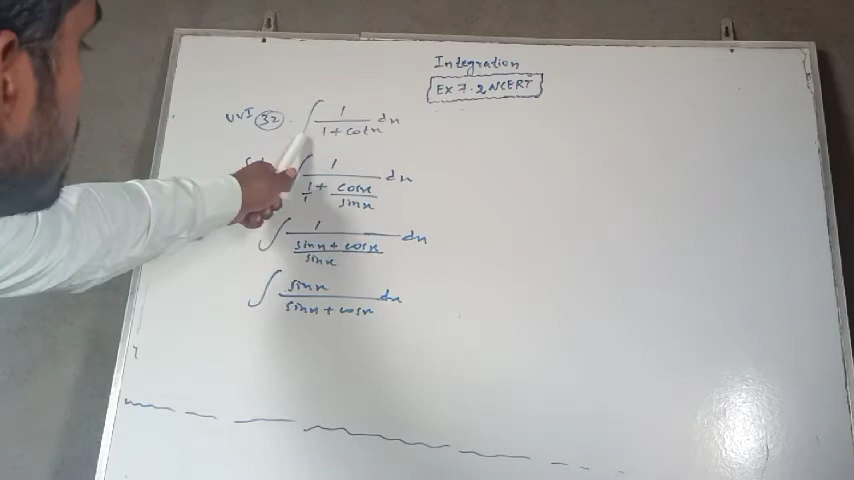 Integration
Ex 7.2 NCERT
VVI 32. ∫ 1/(1+cotx) dx
∫ 1/(1/1 + cosx/sinx) dx
∫ 1/((sinx + cosx)/sinx) dx
∫ sinx/(sinx + cosx) dx